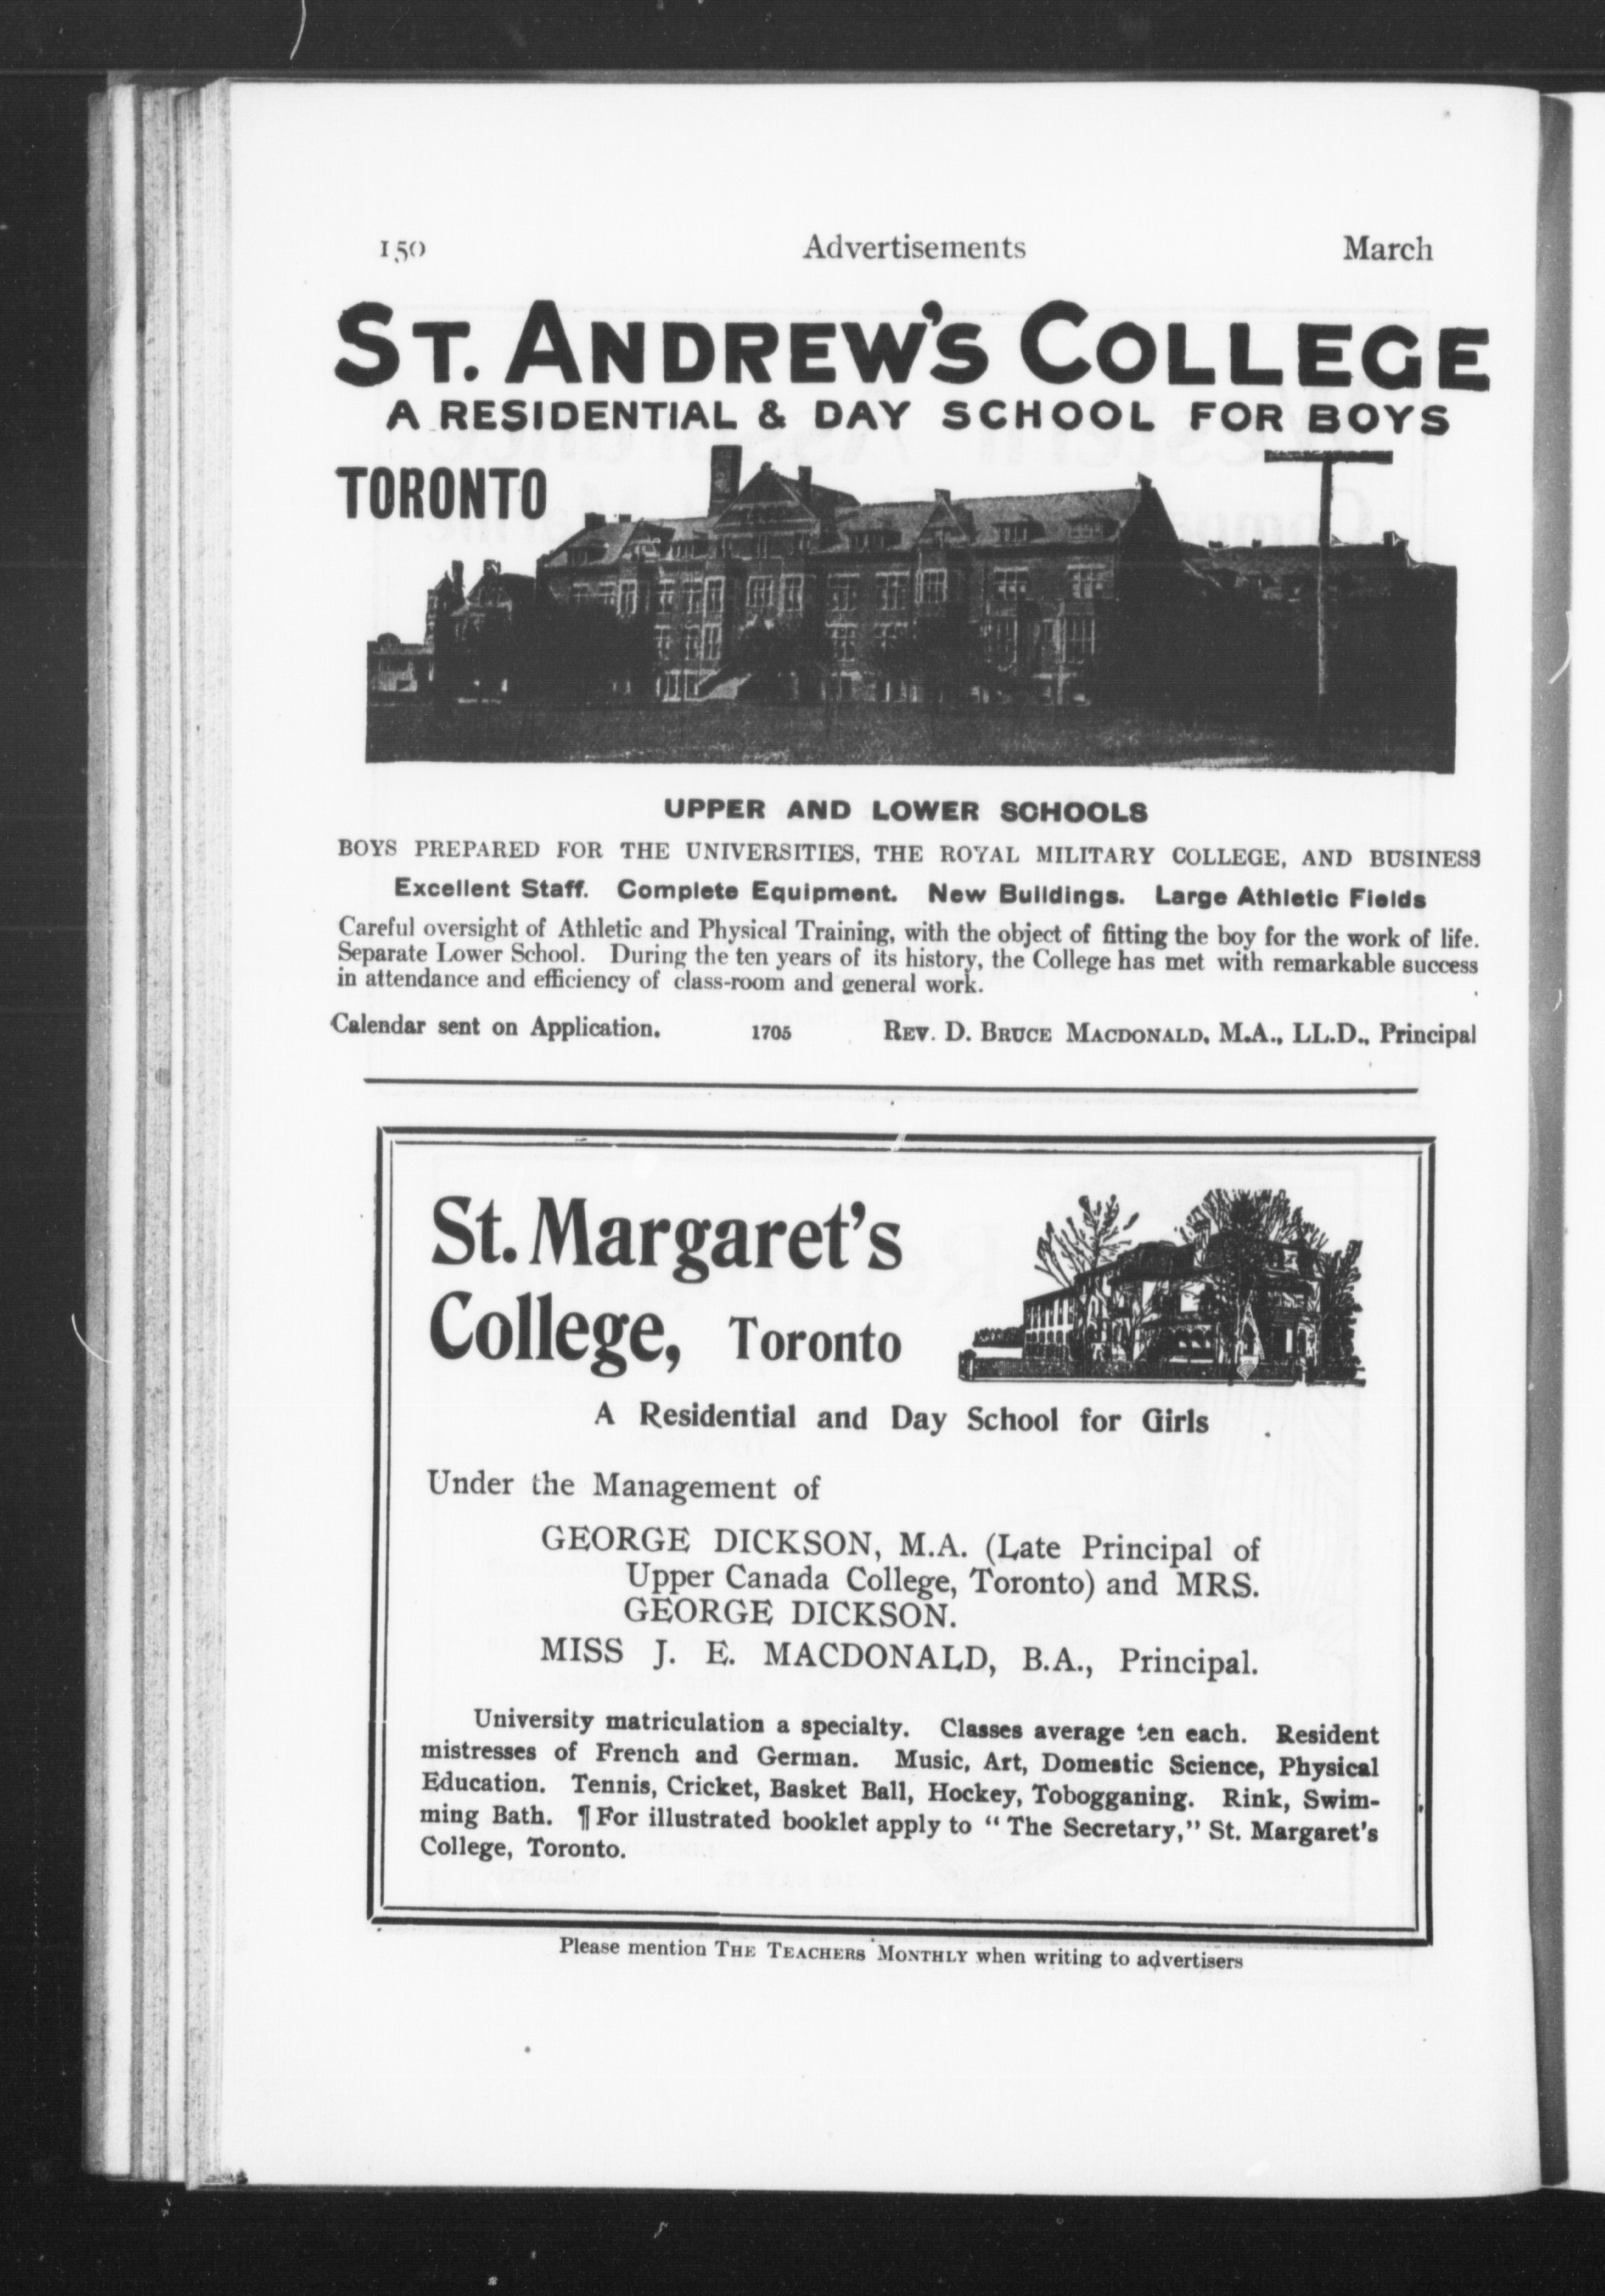 150 Advertisements March
ST. ANDREW'S COLLEGE
A RESIDENTIAL & DAY SCHOOL FOR BOYS
TORONTO
UPPER AND LOWER SCHOOLS
BOYS PREPARED FOR THE UNIVERSITIES, THE ROYAL MILITARY COLLEGE, AND BUSINESS
Excellent Staff. Complete Equipment. New Buildings. Large Athletic Fields
Careful oversight of Athletic and Physical Training, with the object of fitting the boy for the work of life.
Separate Lower School. During the ten years of its history, the College has met with remarkable success
in attendance and efficiency of class-room and general work.
Calendar sent on Application. 1705 REV. D. BRUCE MACDONALD, M.A., LL.D., Principal
St. Margaret's
College, Toronto
A Residential and Day School for Girls
Under the Management of
GEORGE DICKSON, M.A. (Late Principal of
Upper Canada College, Toronto) and MRS.
GEORGE DICKSON.
MISS J. E. MACDONALD, B.A., Principal.
University matriculation a specialty. Classes average ten each. Resident
mistresses of French and German. Music, Art, Domestic Science, Physical
Education. Tennis, Cricket, Basket Ball, Hockey, Tobogganing. Rink, Swim-
ming Bath. ¶ For illustrated booklet apply to "The Secretary," St. Margaret's
College, Toronto.
Please mention THE TEACHERS MONTHLY when writing to advertisers